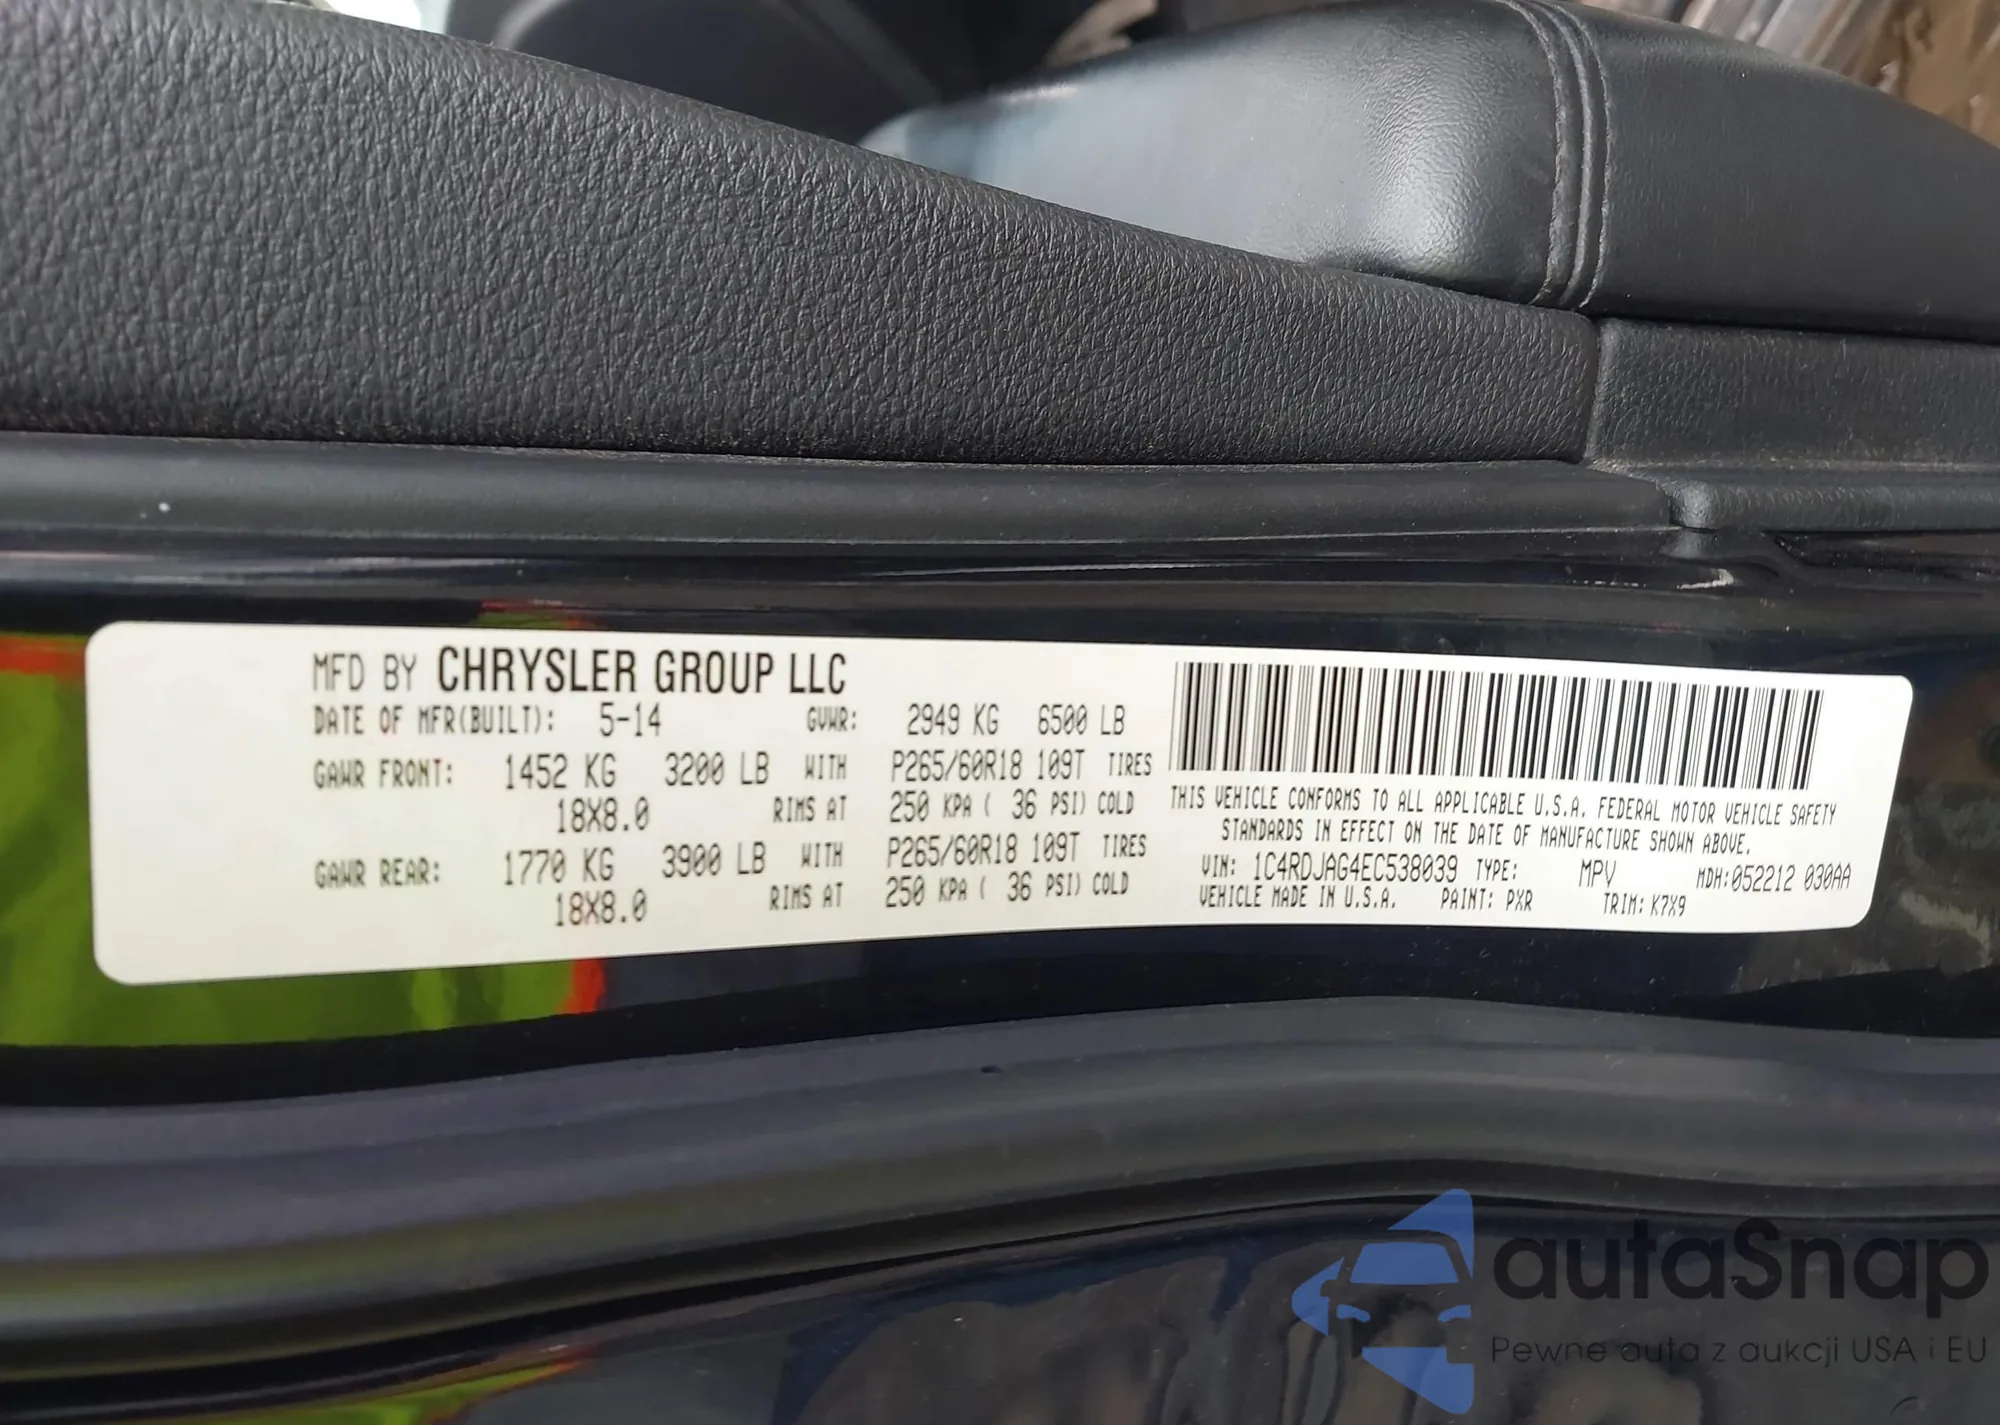 MFD BY CHRYSLER GROUP LLC
DATE OF MFR(BUILT): 5-14 GVWR: 2949 KG 6500 LB
GAWR FRONT: 1452 KG 3200 LB WITH P265/60R18 109T TIRES
18X8.0 RIMS AT 250 KPA ( 36 PSI) COLD
GAWR REAR: 1770 KG 3900 LB WITH P265/60R18 109T TIRES
18X8.0 RIMS AT 250 KPA ( 36 PSI) COLD
THIS VEHICLE CONFORMS TO ALL APPLICABLE U.S.A. FEDERAL MOTOR VEHICLE SAFETY
STANDARDS IN EFFECT ON THE DATE OF MANUFACTURE SHOWN ABOVE.
VIN: 1C4RDJAG4EC538039 TYPE: MPV MDH:052212 030AA
VEHICLE MADE IN U.S.A. PAINT: PXR TRIM: K7X9
autaSnap
Pewne auta z aukcji USA i EU